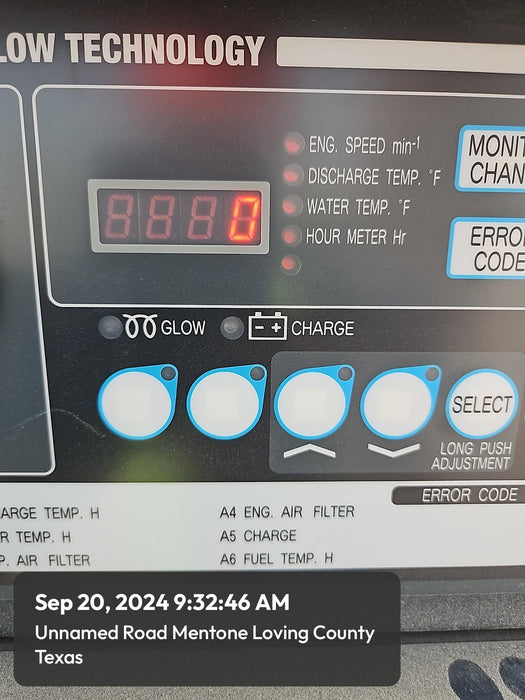 LOW TECHNOLOGY
ENG. SPEED min-1
DISCHARGE TEMP. °F
WATER TEMP. °F
HOUR METER Hr
MONIT
CHAN
0
ERRO
CODE
GLOW
- +
CHARGE
SELECT
LONG PUSH
ADJUSTMENT
ERROR CODE
ARGE TEMP. H
A4 ENG. AIR FILTER
R TEMP. H
A5 CHARGE
P. AIR FILTER
A6 FUEL TEMP. H
Sep 20, 2024 9:32:46 AM
Unnamed Road Mentone Loving County
Texas